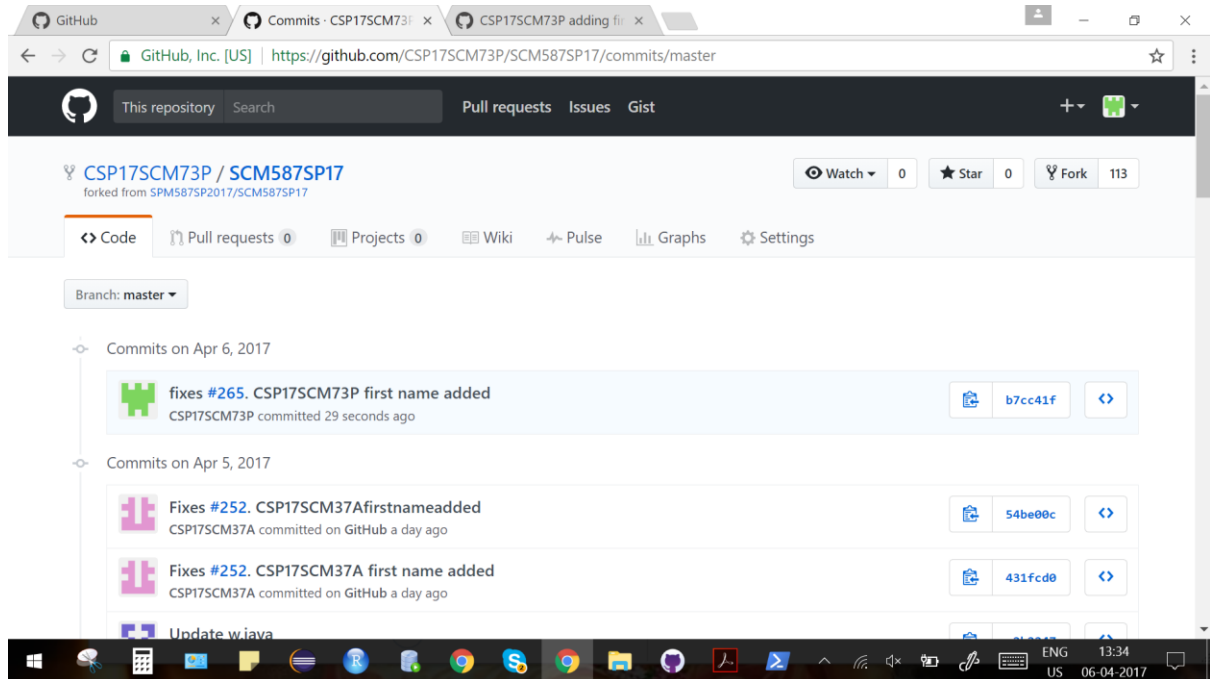 GitHub
Commits · CSP17SCM73P
CSP17SCM73P adding fir
GitHub, Inc. [US] | https://github.com/CSP17SCM73P/SCM587SP17/commits/master
This repository Search Pull requests Issues Gist
CSP17SCM73P / SCM587SP17
Watch 0 Star 0 Fork 113
forked from SPM587SP2017/SCM587SP17
<> Code Pull requests 0 Projects 0 Wiki Pulse Graphs Settings
Branch: master
Commits on Apr 6, 2017
fixes #265. CSP17SCM73P first name added
CSP17SCM73P committed 29 seconds ago
b7cc41f
Commits on Apr 5, 2017
Fixes #252. CSP17SCM37Afirstnameadded
CSP17SCM37A committed on GitHub a day ago
54be00c
Fixes #252. CSP17SCM37A first name added
CSP17SCM37A committed on GitHub a day ago
431fcd0
Update w.java
ENG 13:34
US 06-04-2017